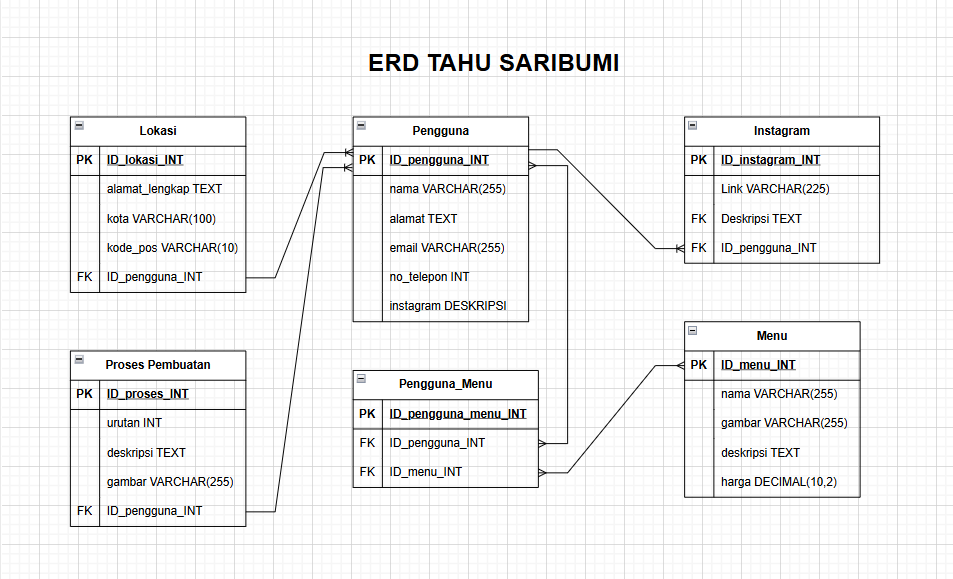 ERD TAHU SARIBUMI
Lokasi
PK ID_lokasi_INT
alamat_lengkap TEXT
kota VARCHAR(100)
kode_pos VARCHAR(10)
FK ID_pengguna_INT
Pengguna
PK ID_pengguna_INT
nama VARCHAR(255)
alamat TEXT
email VARCHAR(255)
no_telepon INT
instagram DESKRIPSI
Instagram
PK ID_instagram_INT
Link VARCHAR(225)
FK Deskripsi TEXT
FK ID_pengguna_INT
Proses Pembuatan
PK ID_proses_INT
urutan INT
deskripsi TEXT
gambar VARCHAR(255)
FK ID_pengguna_INT
Pengguna_Menu
PK ID_pengguna_menu_INT
FK ID_pengguna_INT
FK ID_menu_INT
Menu
PK ID_menu_INT
nama VARCHAR(255)
gambar VARCHAR(255)
deskripsi TEXT
harga DECIMAL(10,2)